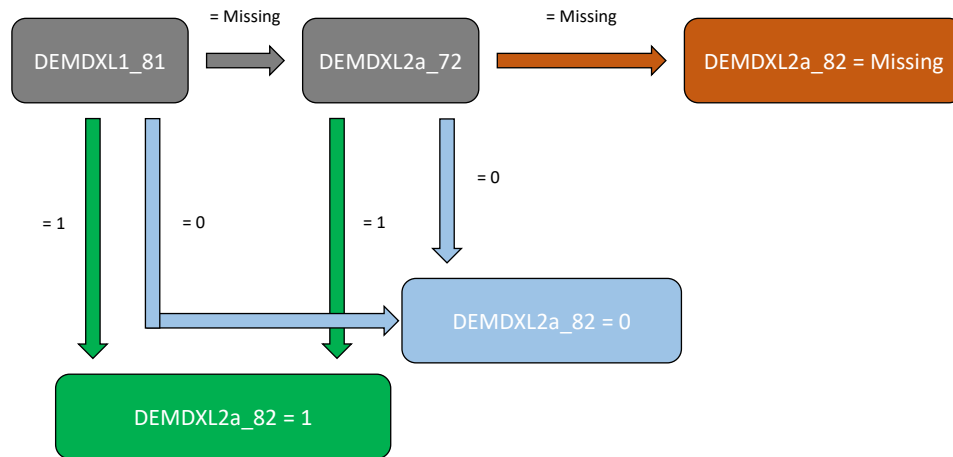 = Missing
= Missing
DEMDXL1_81
DEMDXL2a_72
DEMDXL2a_82 = Missing
= 0
= 1
= 0
= 1
DEMDXL2a_82 = 0
DEMDXL2a_82 = 1